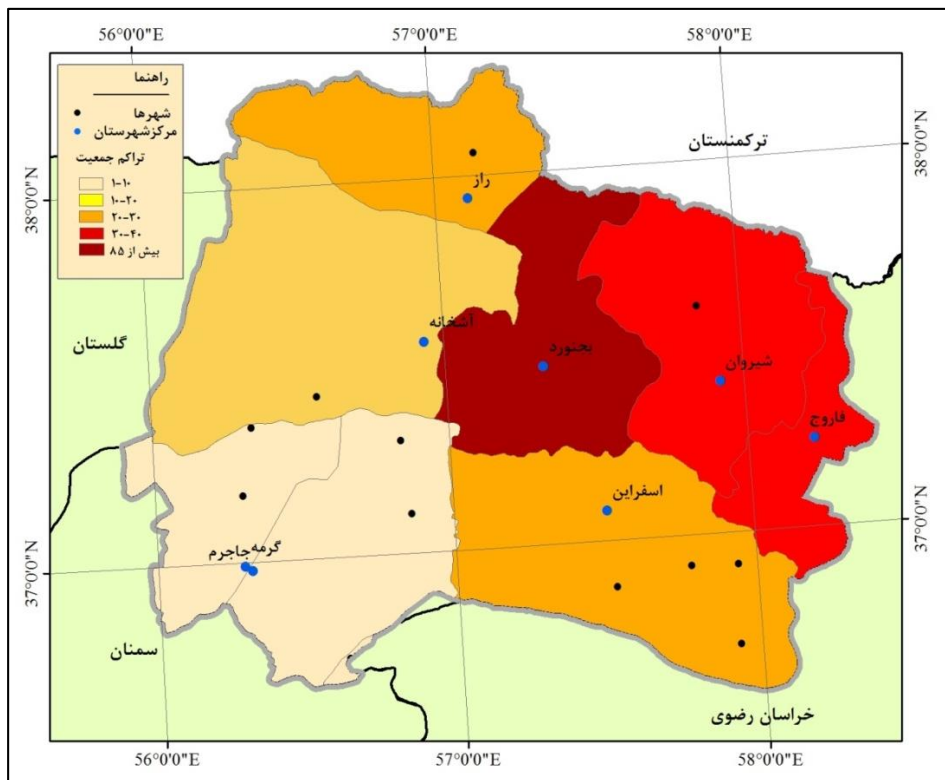 56°0'0"E
57°0'0"E
58°0'0"E
راهنما
شهرها
مرکزشهرستان
تراکم جمعیت
۱-۱۰
۱۰-۲۰
۲۰-۳۰
۳۰-۴۰
بیش از ۸۵
ترکمنستان
38°0'0"N
38°0'0"N
راز
آشخانه
گلستان
بجنورد
شیروان
فاروج
اسفراین
37°0'0"N
37°0'0"N
گرمه
جاجرم
سمنان
خراسان رضوی
56°0'0"E
57°0'0"E
58°0'0"E